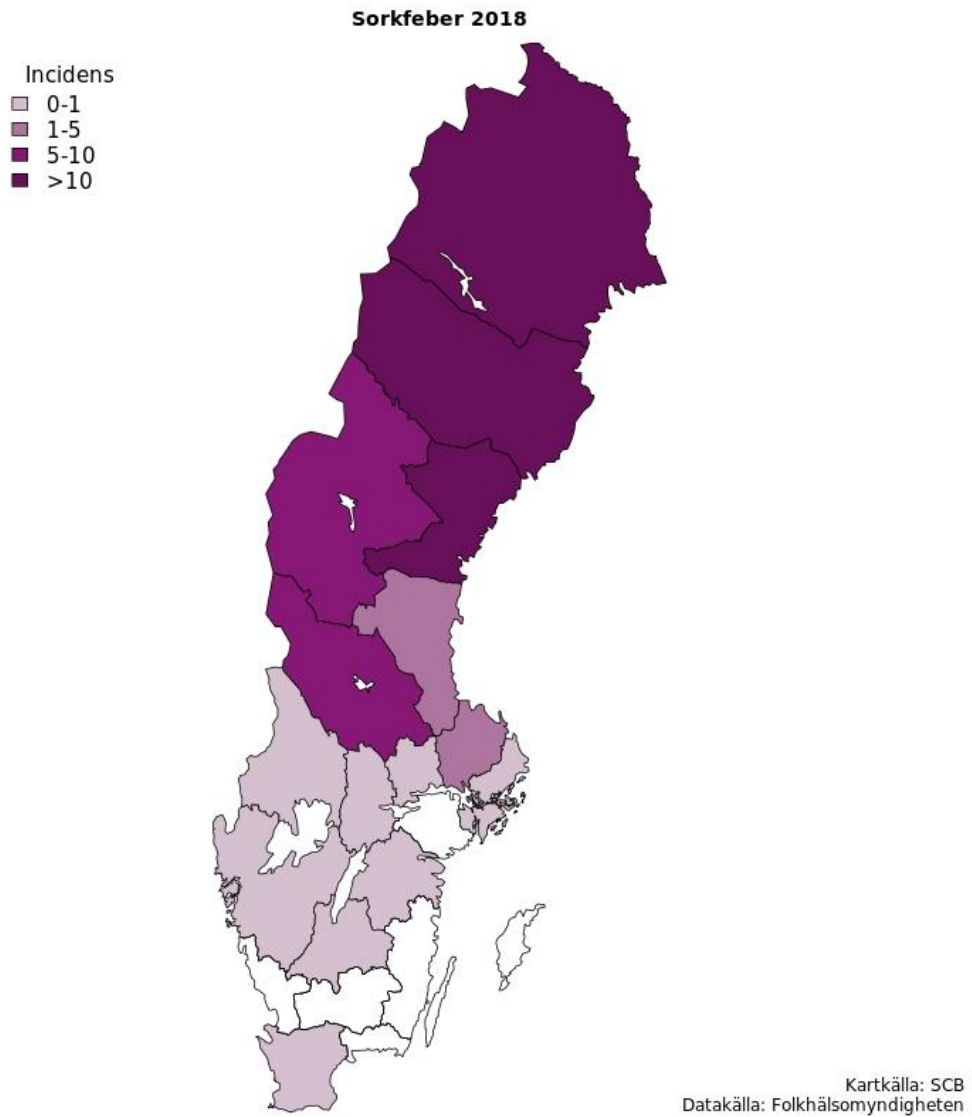 Sorkfeber 2018
Incidens
0-1
1-5
5-10
>10
Kartkälla: SCB
Datakälla: Folkhälsomyndigheten